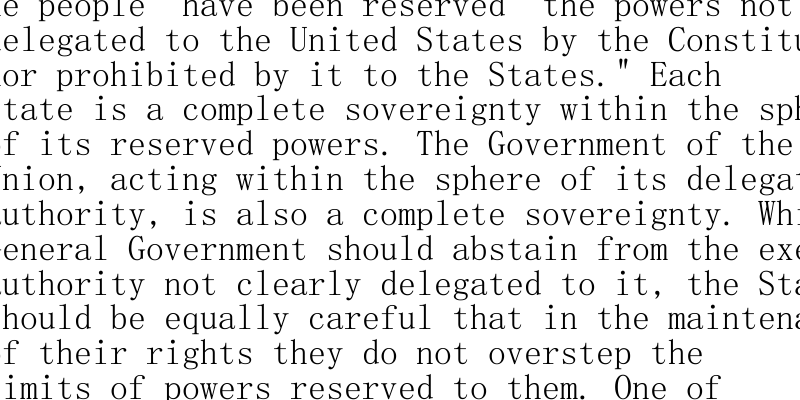 e people have been reserved the powers not
elegated to the United States by the Constitu
or prohibited by it to the States." Each
tate is a complete sovereignty within the sph
f its reserved powers. The Government of the
nion, acting within the sphere of its delegat
uthority, is also a complete sovereignty. Whi
eneral Government should abstain from the exe
uthority not clearly delegated to it, the Sta
hould be equally careful that in the maintena
f their rights they do not overstep the
imits of powers reserved to them. One of